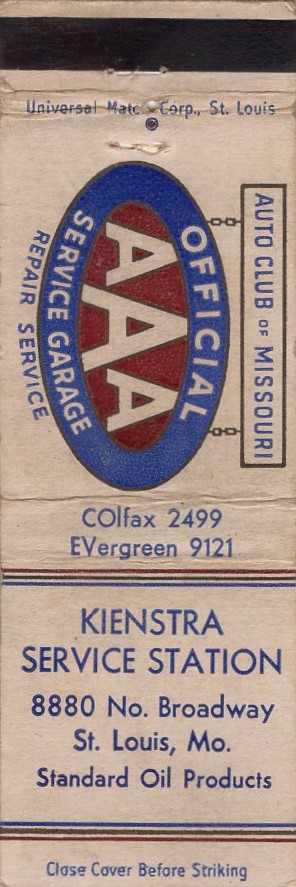 Universal Match Corp., St. Louis
AUTO CLUB OF MISSOURI
OFFICIAL
AAA
SERVICE GARAGE
REPAIR SERVICE
COlfax 2499
EVergreen 9121
KIENSTRA
SERVICE STATION
8880 No. Broadway
St. Louis, Mo.
Standard Oil Products
Close Cover Before Striking